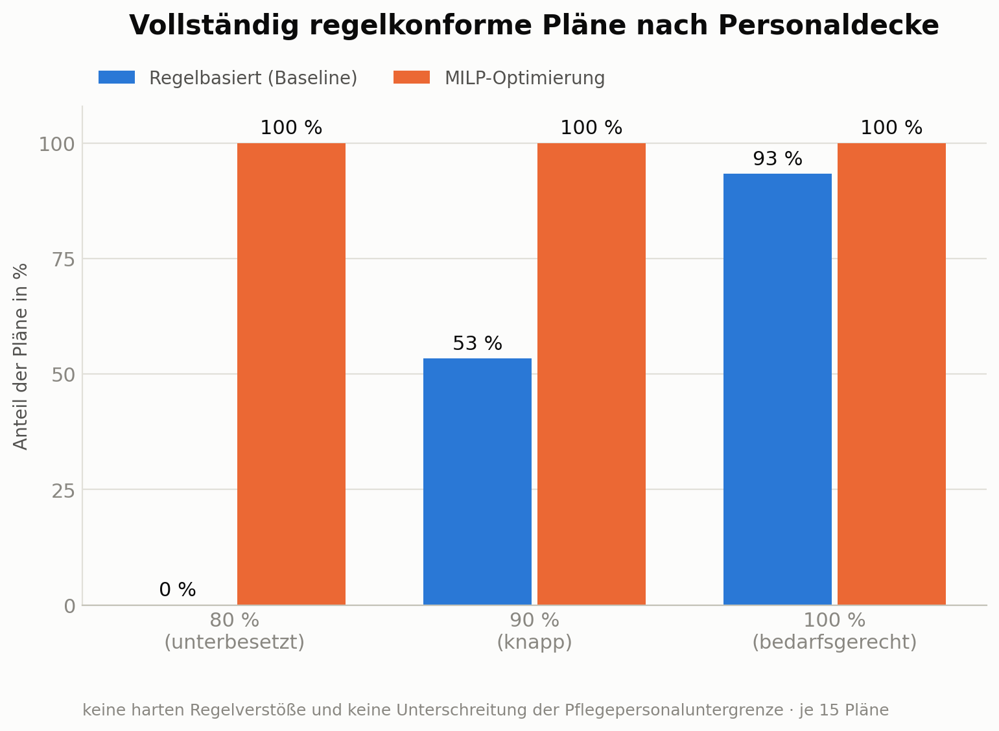 Vollständig regelkonforme Pläne nach Personaldecke
Regelbasiert (Baseline)
MILP-Optimierung
Anteil der Pläne in %
100
75
50
25
0
0 %
100 %
53 %
100 %
93 %
100 %
80 %
(unterbesetzt)
90 %
(knapp)
100 %
(bedarfsgerecht)
keine harten Regelverstöße und keine Unterschreitung der Pflegepersonaluntergrenze · je 15 Pläne